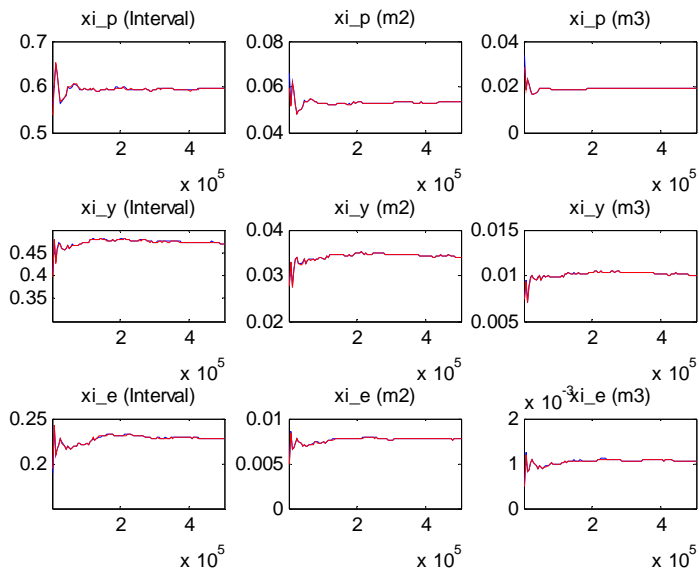 xi_p (Interval) xi_p (m2) xi_p (m3)
0.7 0.08 0.04
0.6 0.06 0.02
0.5 0.04 0
2 4 2 4 2 4
x 10^5 x 10^5 x 10^5
xi_y (Interval) xi_y (m2) xi_y (m3)
0.04 0.015
0.45
0.4 0.03 0.01
0.35
0.02 0.005
2 4 2 4 2 4
x 10^5 x 10^5 x 10^5
xi_e (Interval) xi_e (m2) x 10^-3 xi_e (m3)
0.25 0.01 2
0.2 0.005 1
0 0
2 4 2 4 2 4
x 10^5 x 10^5 x 10^5